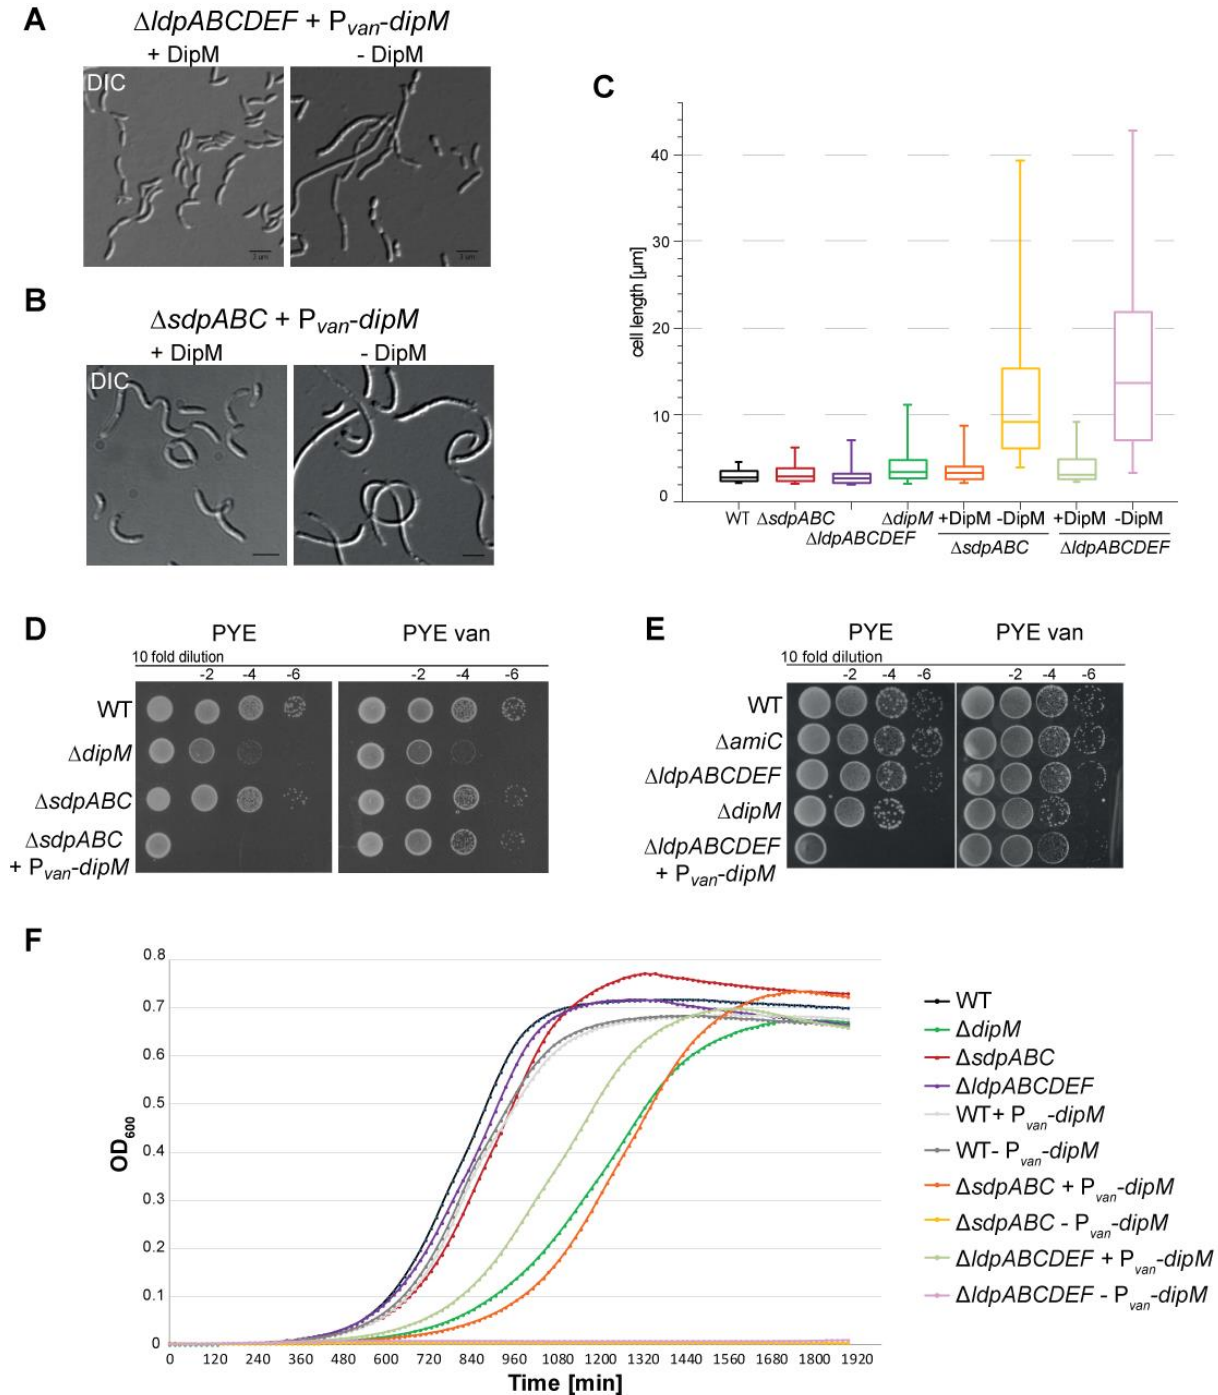 A
ΔldpABCDEF + Pvan-dipM
+ DipM - DipM
DIC
3 um 3 um
B
ΔsdpABC + Pvan-dipM
+ DipM - DipM
DIC
C
cell length [µm]
40
30
20
10
0
WT ΔsdpABC ΔldpABCDEF ΔdipM +DipM -DipM +DipM -DipM
ΔsdpABC ΔldpABCDEF
D
PYE PYE van
10 fold dilution
-2 -4 -6 -2 -4 -6
WT
ΔdipM
ΔsdpABC
ΔsdpABC
+ Pvan-dipM
E
PYE PYE van
10 fold dilution
-2 -4 -6 -2 -4 -6
WT
ΔamiC
ΔldpABCDEF
ΔdipM
ΔldpABCDEF
+ Pvan-dipM
F
OD600
0.8
0.7
0.6
0.5
0.4
0.3
0.2
0.1
0
0 120 240 360 480 600 720 840 960 1080 1200 1320 1440 1560 1680 1800 1920
Time [min]
WT
ΔdipM
ΔsdpABC
ΔldpABCDEF
WT + Pvan-dipM
WT - Pvan-dipM
ΔsdpABC + Pvan-dipM
ΔsdpABC - Pvan-dipM
ΔldpABCDEF + Pvan-dipM
ΔldpABCDEF - Pvan-dipM